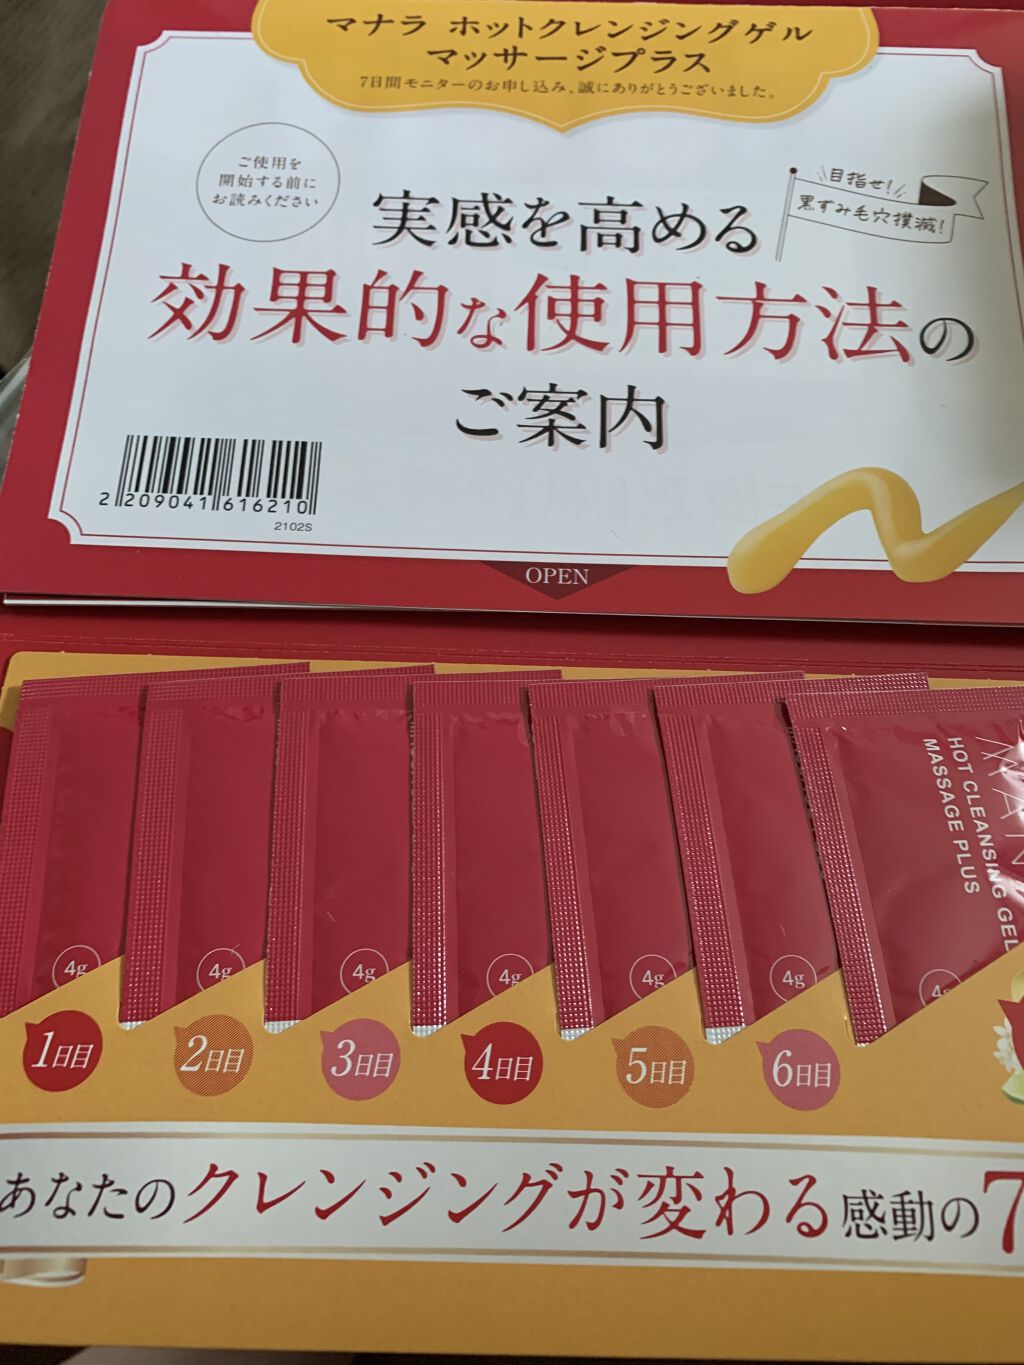 マナラ ホットクレンジングゲル
マッサージプラス
7日間モニターのお申し込み、誠にありがとうございました。
ご使用を
開始する前に
お読みください
目指せ!
黒ずみ毛穴撲滅!
実感を高める
効果的な使用方法の
ご案内
2 209041 616210
2102S
OPEN
HOT CLEANSING GEL
MASSAGE PLUS
4g
4g
4g
4g
4g
4g
4g
1日目
2日目
3日目
4日目
5日目
6日目
あなたのクレンジングが変わる感動の7